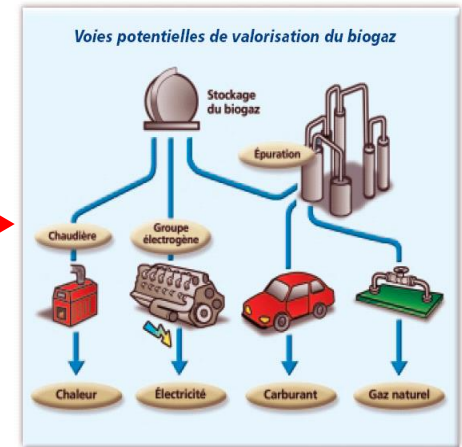 Voies potentielles de valorisation du biogaz
Stockage
du biogaz
Épuration
Chaudière
Groupe
électrogène
Chaleur
Électricité
Carburant
Gaz naturel